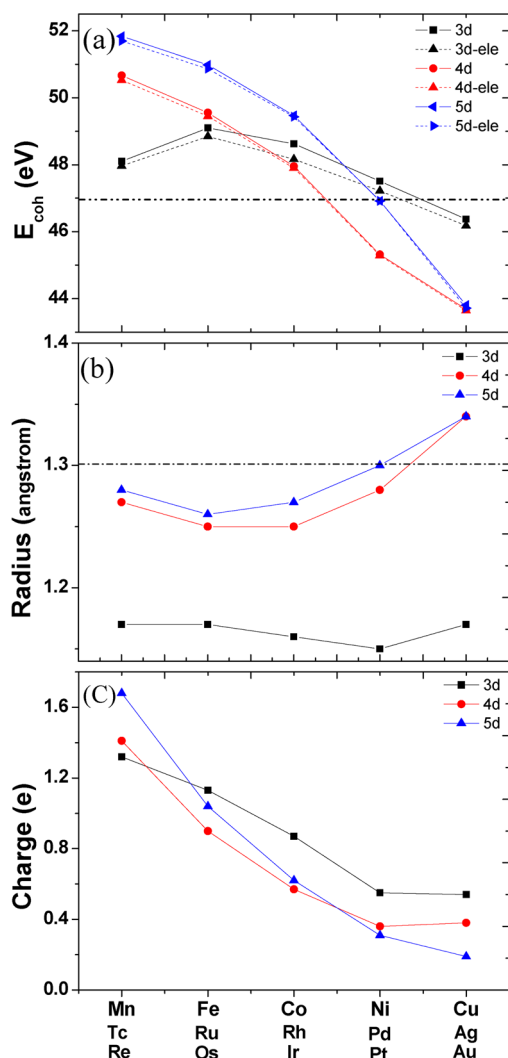 (a)
E_coh (eV)
52
50
48
46
44
42
3d
3d-ele
4d
4d-ele
5d
5d-ele
(b)
Radius (angstrom)
1.4
1.3
1.2
3d
4d
5d
(C)
Charge (e)
1.6
1.2
0.8
0.4
0.0
3d
4d
5d
Mn Fe Co Ni Cu
Tc Ru Rh Pd Ag
Re Os Ir Pt Au